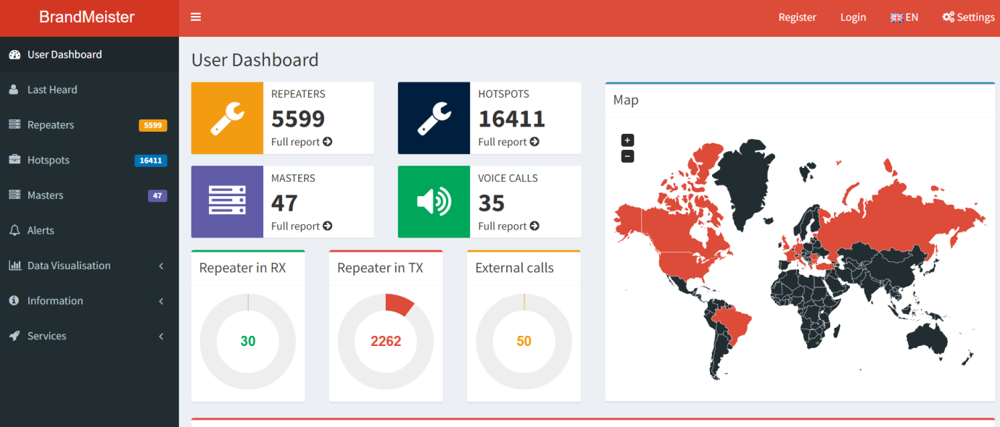 BrandMeister
Register Login EN Settings
User Dashboard
Last Heard
Repeaters 5599
Hotspots 16411
Masters 47
Alerts
Data Visualisation
Information
Services
User Dashboard
REPEATERS
5599
Full report
HOTSPOTS
16411
Full report
MASTERS
47
Full report
VOICE CALLS
35
Full report
Repeater in RX
30
Repeater in TX
2262
External calls
50
Map
+
−